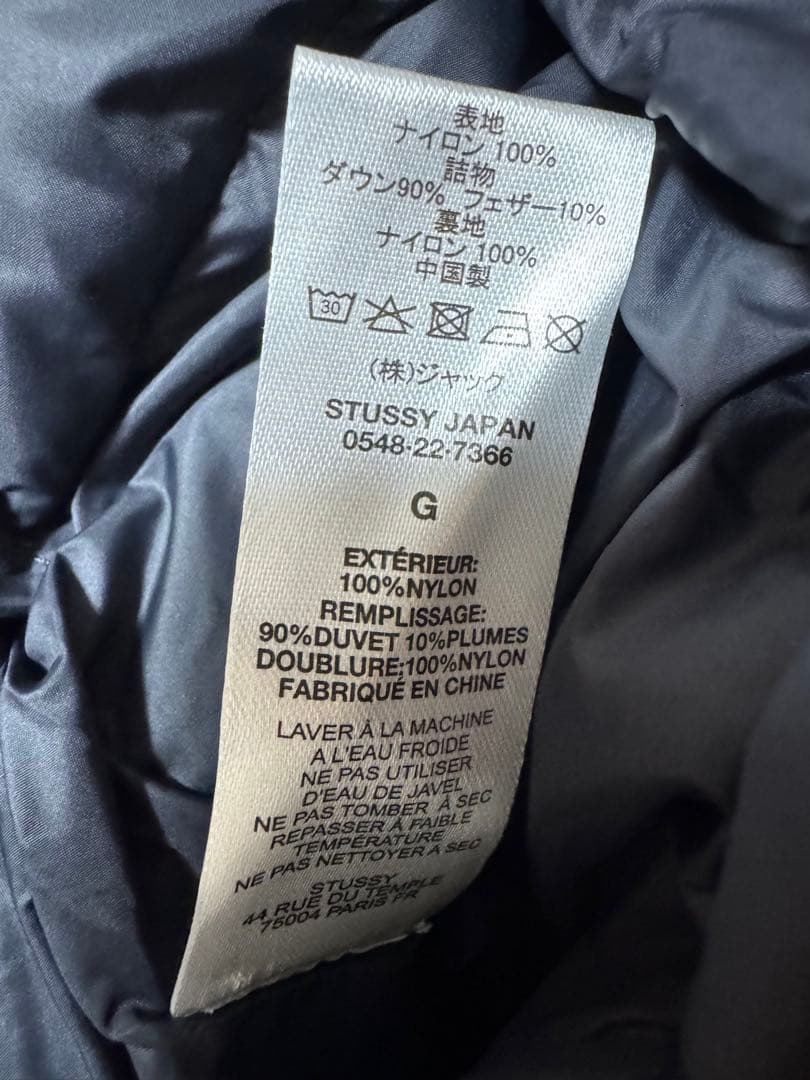 表地
ナイロン 100%
詰物
ダウン90% フェザー10%
裏地
ナイロン 100%
中国製
30
(株)ジャック
STUSSY JAPAN
0548-22-7366
G
EXTÉRIEUR:
100%NYLON
REMPLISSAGE:
90%DUVET 10%PLUMES
DOUBLURE:100%NYLON
FABRIQUÉ EN CHINE
LAVER À LA MACHINE
A L'EAU FROIDE
NE PAS UTILISER
D'EAU DE JAVEL
NE PAS TOMBER À SEC
REPASSER À FAIBLE
TEMPÉRATURE
NE PAS NETTOYER A SEC
STUSSY
44 RUE DU TEMPLE
75004 PARIS FR